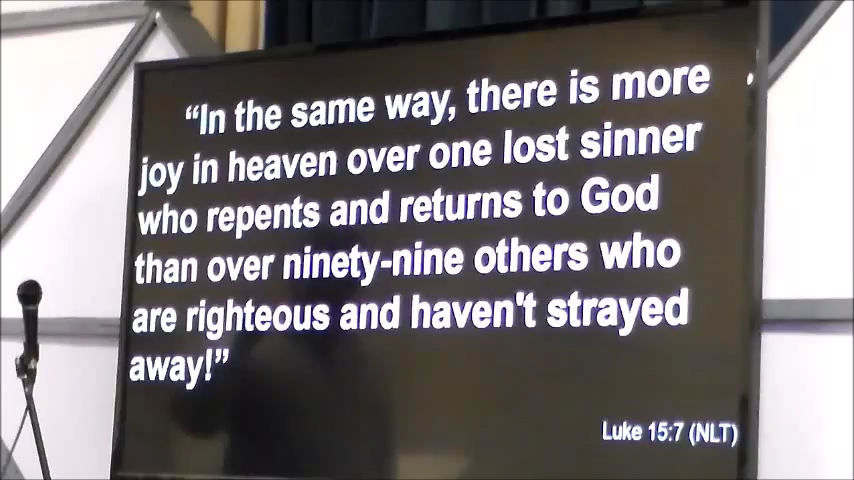 “In the same way, there is more
joy in heaven over one lost sinner
who repents and returns to God
than over ninety-nine others who
are righteous and haven't strayed
away!”
Luke 15:7 (NLT)